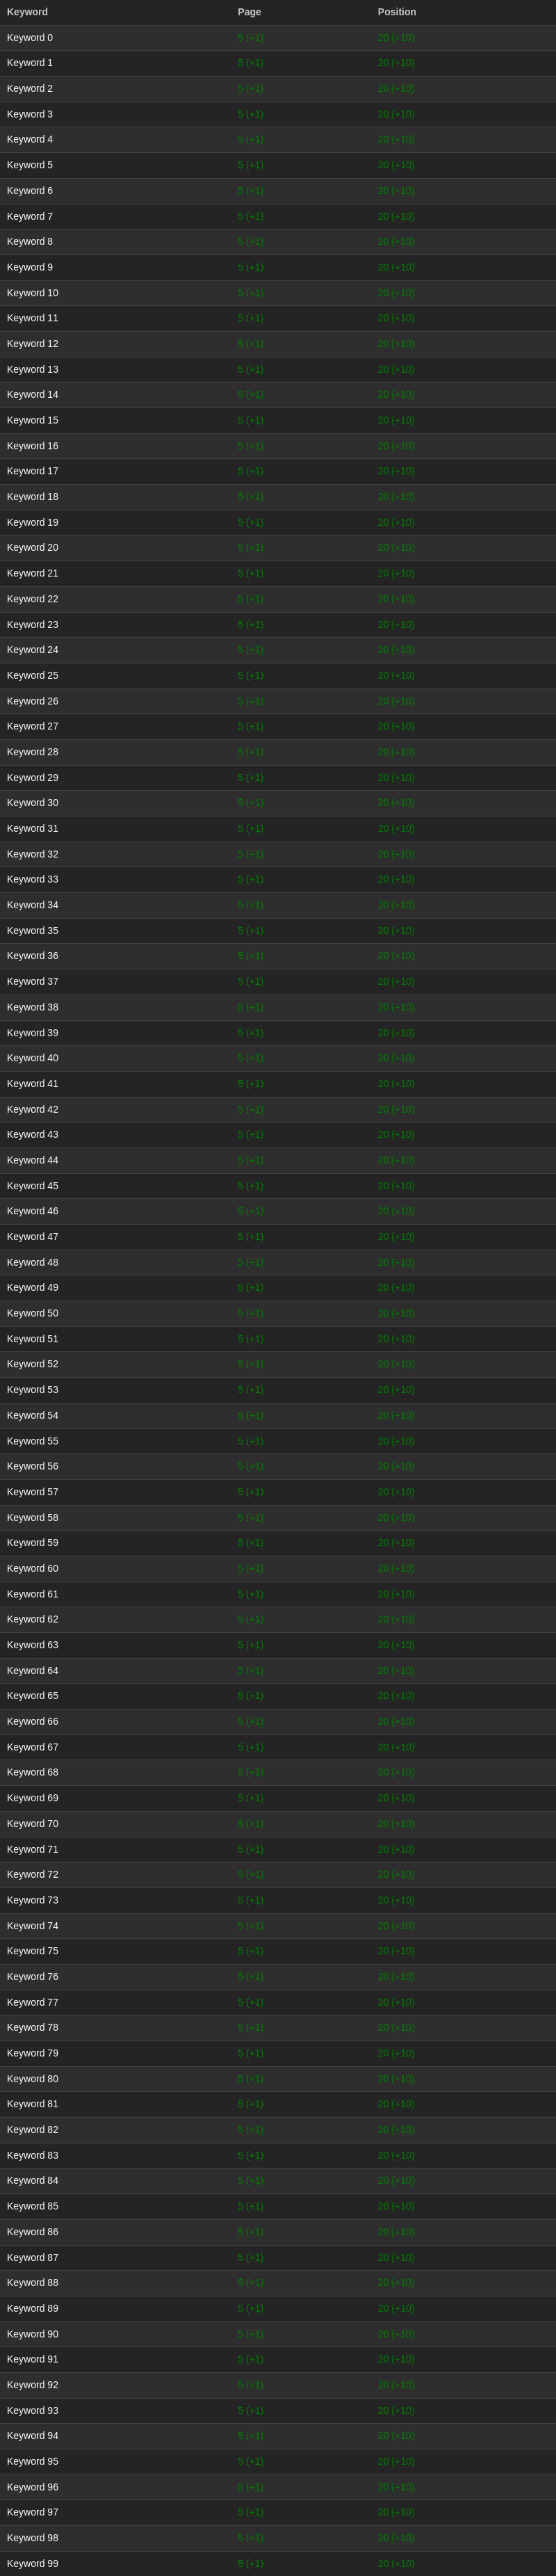 Keyword Page Position
Keyword 0 5 (+1) 20 (+10)
Keyword 1 5 (+1) 20 (+10)
Keyword 2 5 (+1) 20 (+10)
Keyword 3 5 (+1) 20 (+10)
Keyword 4 5 (+1) 20 (+10)
Keyword 5 5 (+1) 20 (+10)
Keyword 6 5 (+1) 20 (+10)
Keyword 7 5 (+1) 20 (+10)
Keyword 8 5 (+1) 20 (+10)
Keyword 9 5 (+1) 20 (+10)
Keyword 10 5 (+1) 20 (+10)
Keyword 11 5 (+1) 20 (+10)
Keyword 12 5 (+1) 20 (+10)
Keyword 13 5 (+1) 20 (+10)
Keyword 14 5 (+1) 20 (+10)
Keyword 15 5 (+1) 20 (+10)
Keyword 16 5 (+1) 20 (+10)
Keyword 17 5 (+1) 20 (+10)
Keyword 18 5 (+1) 20 (+10)
Keyword 19 5 (+1) 20 (+10)
Keyword 20 5 (+1) 20 (+10)
Keyword 21 5 (+1) 20 (+10)
Keyword 22 5 (+1) 20 (+10)
Keyword 23 5 (+1) 20 (+10)
Keyword 24 5 (+1) 20 (+10)
Keyword 25 5 (+1) 20 (+10)
Keyword 26 5 (+1) 20 (+10)
Keyword 27 5 (+1) 20 (+10)
Keyword 28 5 (+1) 20 (+10)
Keyword 29 5 (+1) 20 (+10)
Keyword 30 5 (+1) 20 (+10)
Keyword 31 5 (+1) 20 (+10)
Keyword 32 5 (+1) 20 (+10)
Keyword 33 5 (+1) 20 (+10)
Keyword 34 5 (+1) 20 (+10)
Keyword 35 5 (+1) 20 (+10)
Keyword 36 5 (+1) 20 (+10)
Keyword 37 5 (+1) 20 (+10)
Keyword 38 5 (+1) 20 (+10)
Keyword 39 5 (+1) 20 (+10)
Keyword 40 5 (+1) 20 (+10)
Keyword 41 5 (+1) 20 (+10)
Keyword 42 5 (+1) 20 (+10)
Keyword 43 5 (+1) 20 (+10)
Keyword 44 5 (+1) 20 (+10)
Keyword 45 5 (+1) 20 (+10)
Keyword 46 5 (+1) 20 (+10)
Keyword 47 5 (+1) 20 (+10)
Keyword 48 5 (+1) 20 (+10)
Keyword 49 5 (+1) 20 (+10)
Keyword 50 5 (+1) 20 (+10)
Keyword 51 5 (+1) 20 (+10)
Keyword 52 5 (+1) 20 (+10)
Keyword 53 5 (+1) 20 (+10)
Keyword 54 5 (+1) 20 (+10)
Keyword 55 5 (+1) 20 (+10)
Keyword 56 5 (+1) 20 (+10)
Keyword 57 5 (+1) 20 (+10)
Keyword 58 5 (+1) 20 (+10)
Keyword 59 5 (+1) 20 (+10)
Keyword 60 5 (+1) 20 (+10)
Keyword 61 5 (+1) 20 (+10)
Keyword 62 5 (+1) 20 (+10)
Keyword 63 5 (+1) 20 (+10)
Keyword 64 5 (+1) 20 (+10)
Keyword 65 5 (+1) 20 (+10)
Keyword 66 5 (+1) 20 (+10)
Keyword 67 5 (+1) 20 (+10)
Keyword 68 5 (+1) 20 (+10)
Keyword 69 5 (+1) 20 (+10)
Keyword 70 5 (+1) 20 (+10)
Keyword 71 5 (+1) 20 (+10)
Keyword 72 5 (+1) 20 (+10)
Keyword 73 5 (+1) 20 (+10)
Keyword 74 5 (+1) 20 (+10)
Keyword 75 5 (+1) 20 (+10)
Keyword 76 5 (+1) 20 (+10)
Keyword 77 5 (+1) 20 (+10)
Keyword 78 5 (+1) 20 (+10)
Keyword 79 5 (+1) 20 (+10)
Keyword 80 5 (+1) 20 (+10)
Keyword 81 5 (+1) 20 (+10)
Keyword 82 5 (+1) 20 (+10)
Keyword 83 5 (+1) 20 (+10)
Keyword 84 5 (+1) 20 (+10)
Keyword 85 5 (+1) 20 (+10)
Keyword 86 5 (+1) 20 (+10)
Keyword 87 5 (+1) 20 (+10)
Keyword 88 5 (+1) 20 (+10)
Keyword 89 5 (+1) 20 (+10)
Keyword 90 5 (+1) 20 (+10)
Keyword 91 5 (+1) 20 (+10)
Keyword 92 5 (+1) 20 (+10)
Keyword 93 5 (+1) 20 (+10)
Keyword 94 5 (+1) 20 (+10)
Keyword 95 5 (+1) 20 (+10)
Keyword 96 5 (+1) 20 (+10)
Keyword 97 5 (+1) 20 (+10)
Keyword 98 5 (+1) 20 (+10)
Keyword 99 5 (+1) 20 (+10)